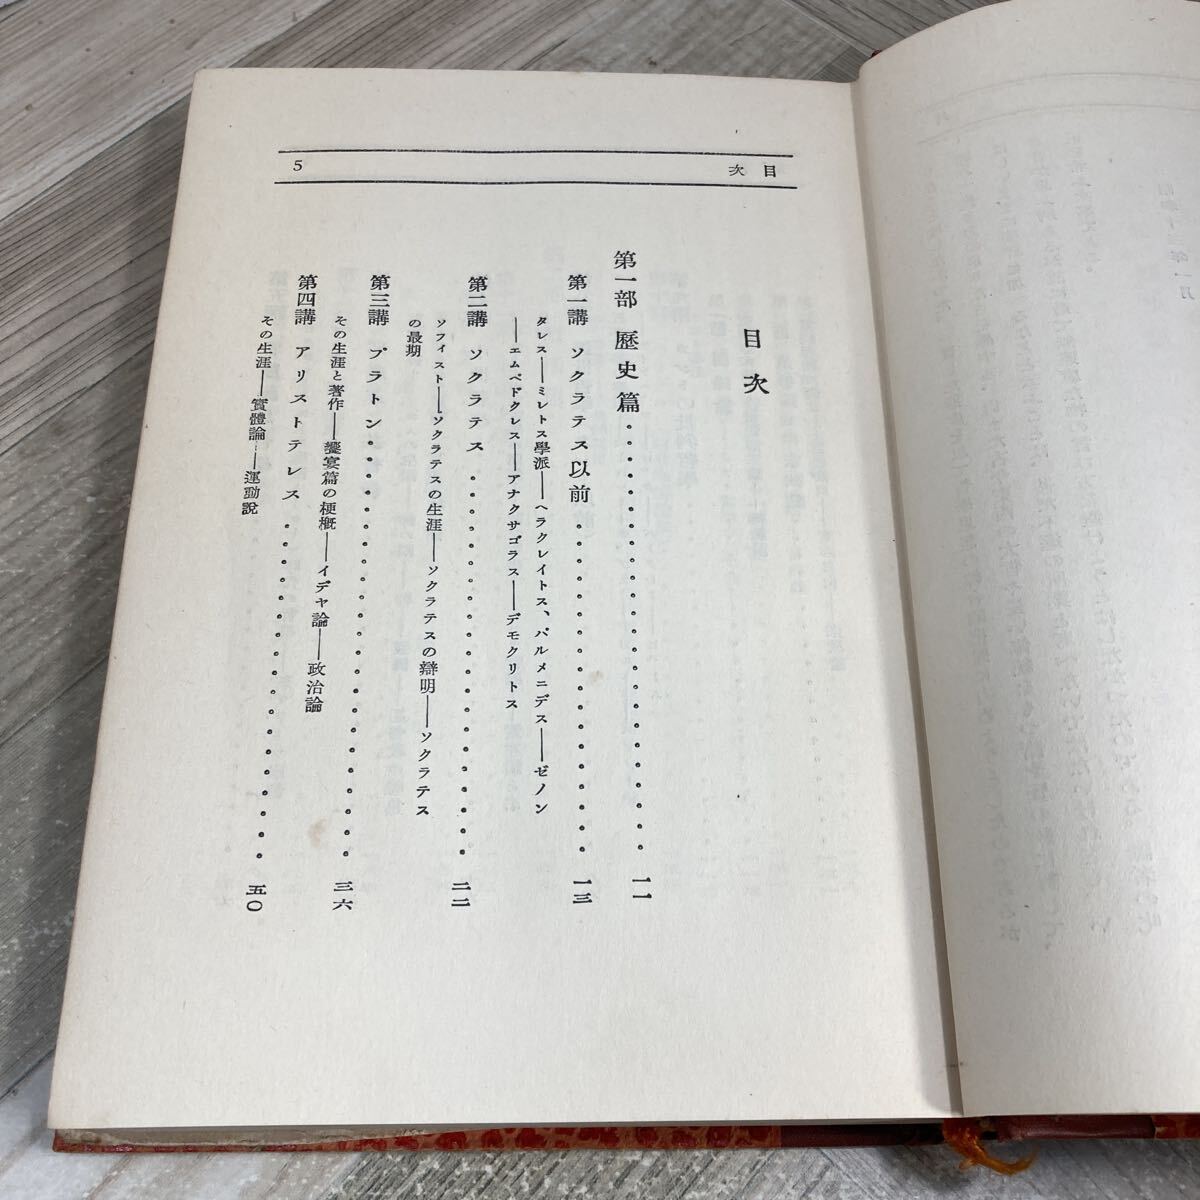 目次
5
目次
第一部 歷史篇・・・・・・・・・・・・・・・・・・・・・一一
第一講 ソクラテス以前・・・・・・・・・・・・・・・・一三
タレス——ミレトス學派——ヘラクレイトス、パルメニデス——ゼノン
——エムペドクレス——アナクサゴラス——デモクリトス
第二講 ソクラテス・・・・・・・・・・・・・・・・・・二二
ソフィスト——ソクラテスの生涯——ソクラテスの辯明——ソクラテス
の最期
第三講 プラトン・・・・・・・・・・・・・・・・・・・三六
その生涯と著作——饗宴篇の梗槪——イデヤ論——政治論
第四講 アリストテレス・・・・・・・・・・・・・・・・五〇
その生涯——實體論——運動說